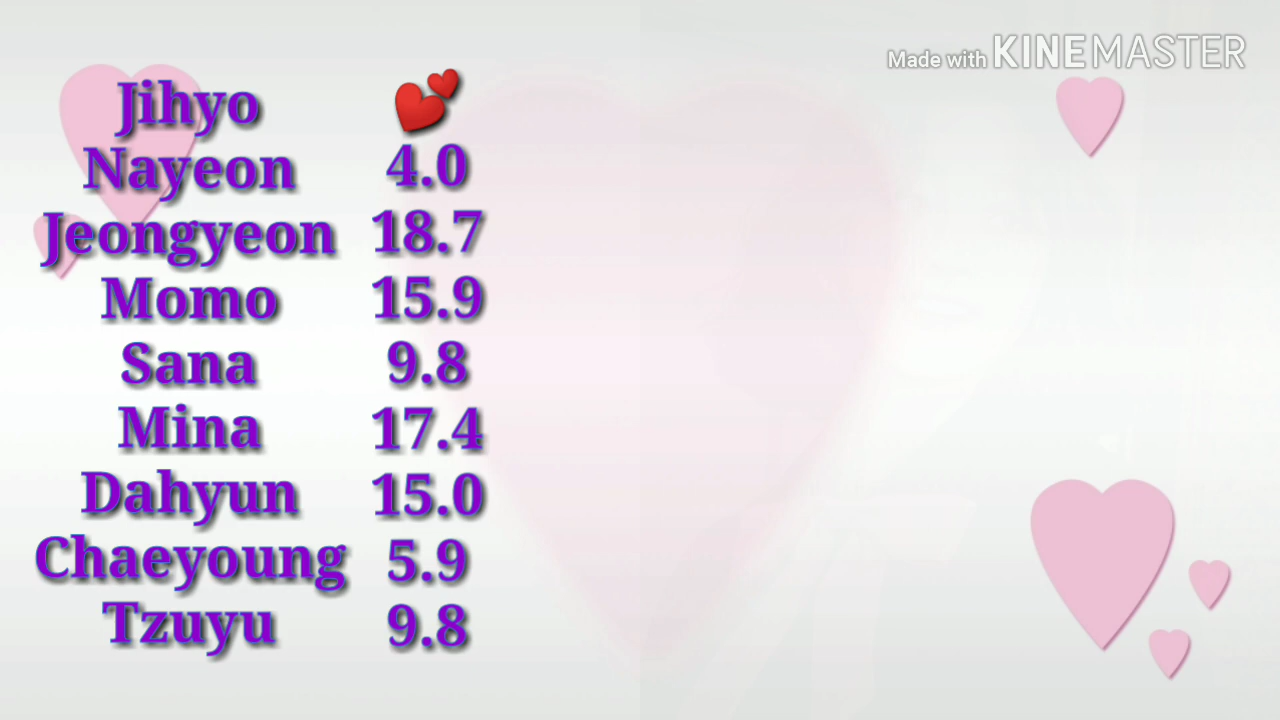 Made with KINEMASTER
Jihyo 💕
Nayeon 4.0
Jeongyeon 18.7
Momo 15.9
Sana 9.8
Mina 17.4
Dahyun 15.0
Chaeyoung 5.9
Tzuyu 9.8